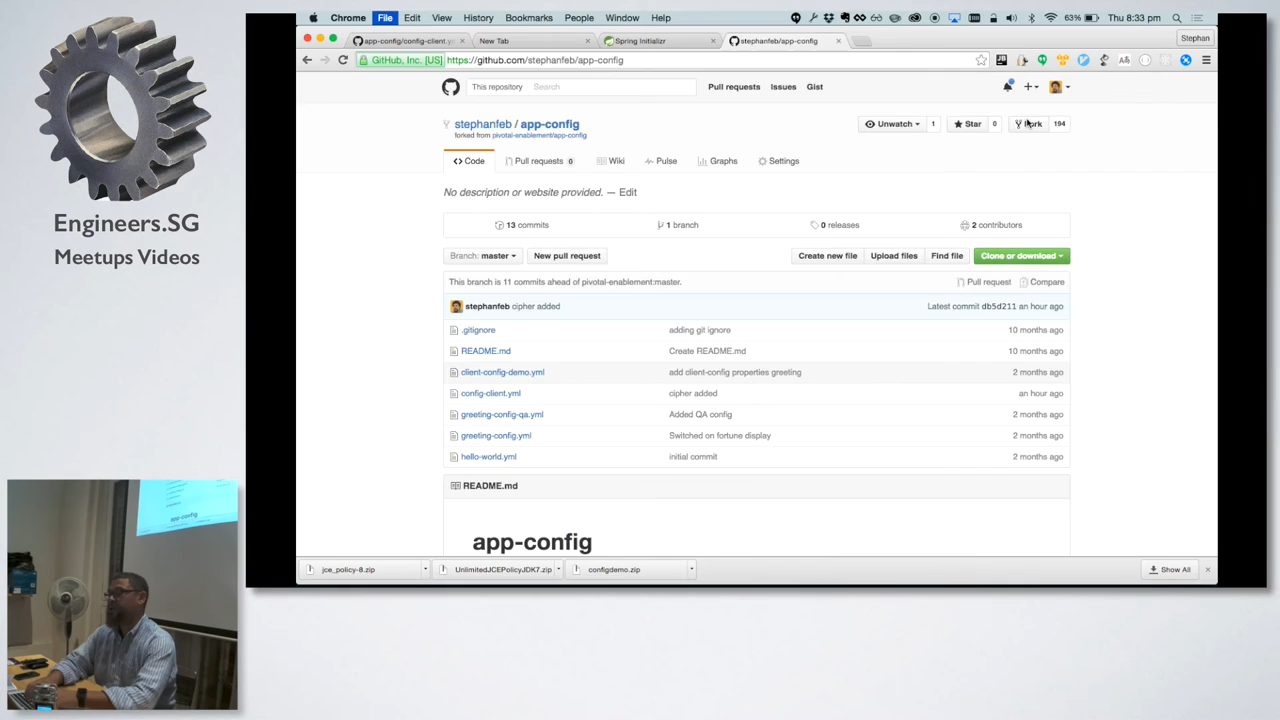 Chrome File Edit View History Bookmarks People Window Help 63% Thu 8:33 pm
app-config/config-client.ym New Tab Spring Initializr stephanfeb/app-config Stephan
GitHub, Inc. [US] https://github.com/stephanfeb/app-config
This repository Search Pull requests Issues Gist
stephanfeb / app-config Unwatch 1 Star 0 Fork 194
forked from pivotal-enablement/app-config
Code Pull requests 0 Wiki Pulse Graphs Settings
No description or website provided. — Edit
13 commits 1 branch 0 releases 2 contributors
Branch: master New pull request Create new file Upload files Find file Clone or download
This branch is 11 commits ahead of pivotal-enablement:master. Pull request Compare
stephanfeb cipher added Latest commit db5d211 an hour ago
.gitignore adding git ignore 10 months ago
README.md Create README.md 10 months ago
client-config-demo.yml add client-config properties greeting 2 months ago
config-client.yml cipher added an hour ago
greeting-config-qa.yml Added QA config 2 months ago
greeting-config.yml Switched on fortune display 2 months ago
hello-world.yml initial commit 2 months ago
README.md
app-config
jce_policy-8.zip UnlimitedJCEPolicyJDK7.zip configdemo.zip Show All
Engineers.SG
Meetups Videos
app-config